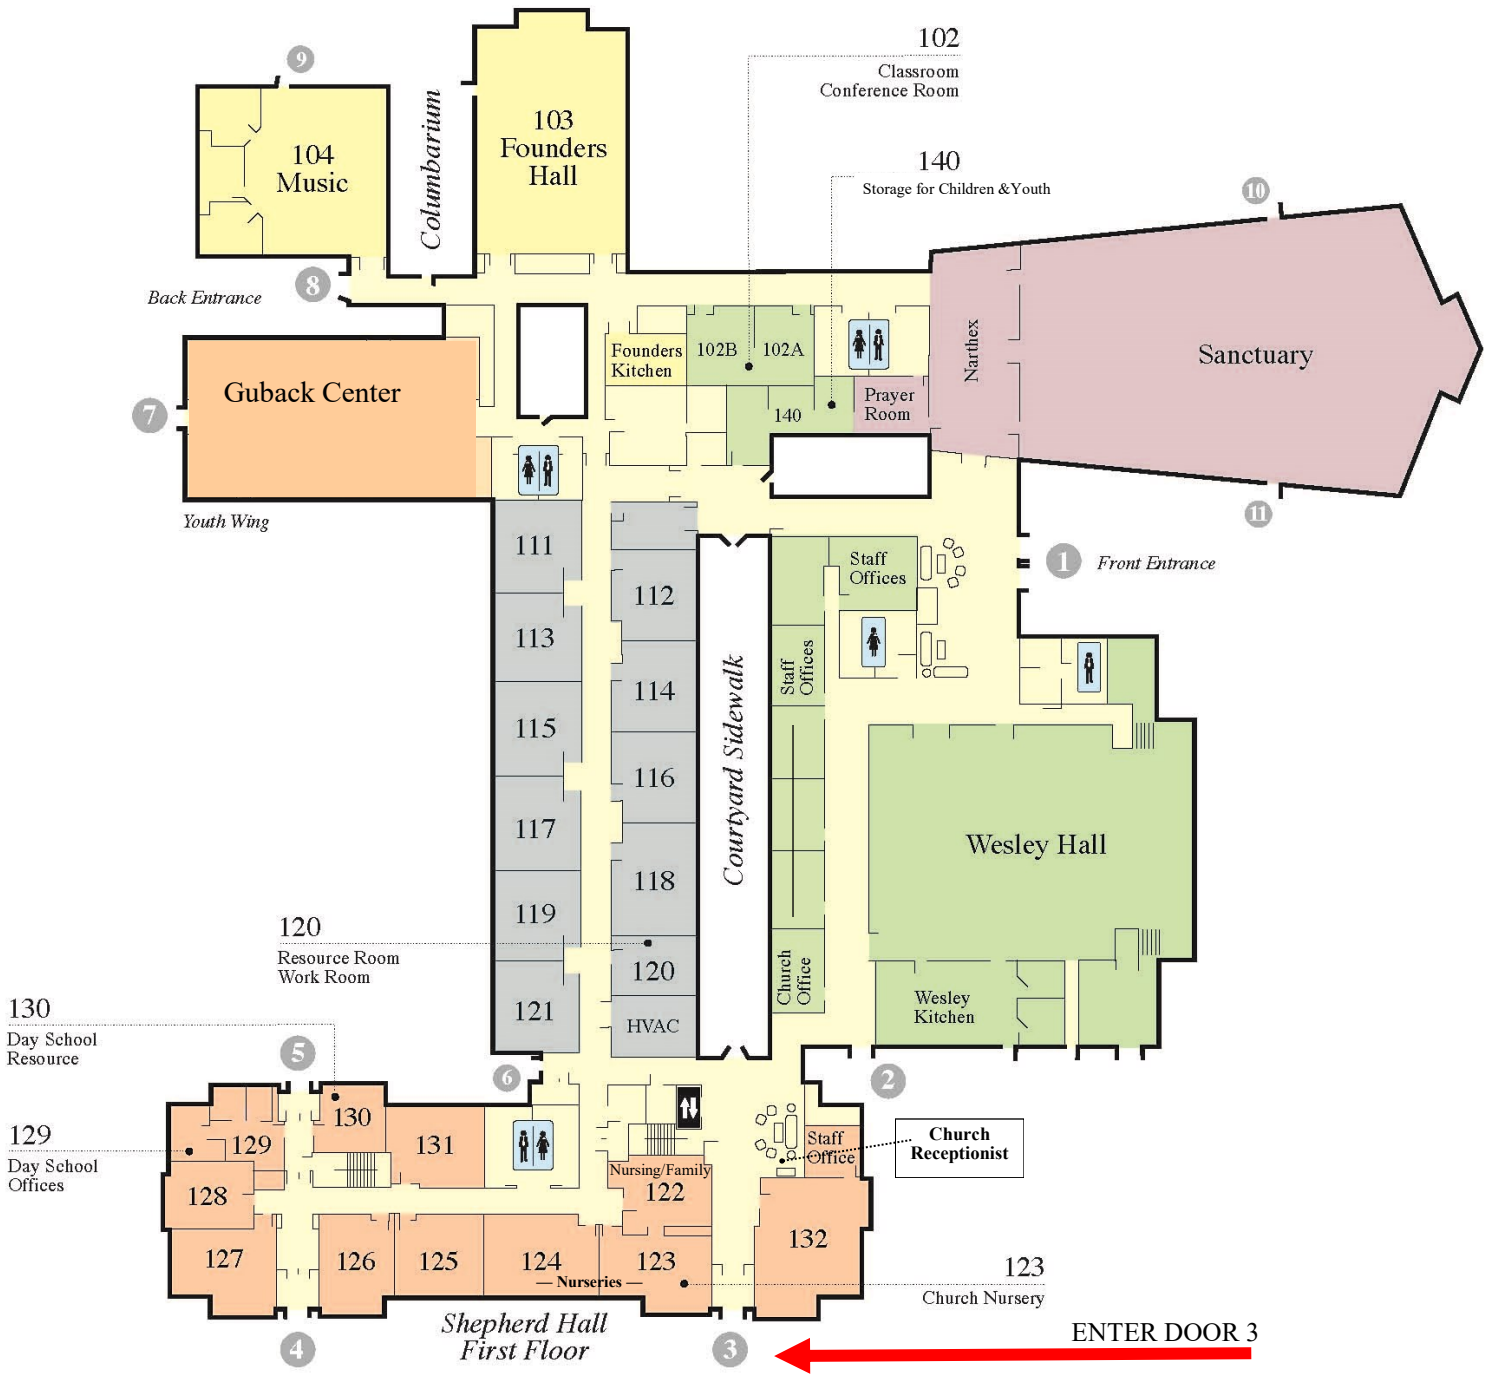 9
102
Classroom
Conference Room
103
Founders
Hall
Columbarium
104
Music
140
Storage for Children &Youth
10
8
Back Entrance
Founders
Kitchen
102B
102A
Narthex
Sanctuary
Guback Center
7
140
Prayer
Room
Youth Wing
11
111
Staff
Offices
1
Front Entrance
112
113
Staff
Offices
114
115
Courtyard Sidewalk
116
117
Wesley Hall
118
119
120
Resource Room
Work Room
120
Church
Office
121
HVAC
Wesley
Kitchen
130
Day School
Resource
5
6
2
130
131
129
129
Day School
Offices
Nursing/Family
122
Staff
Office
Church
Receptionist
128
127
126
125
124
123
132
— Nurseries —
123
Church Nursery
Shepherd Hall
First Floor
4
3
ENTER DOOR 3